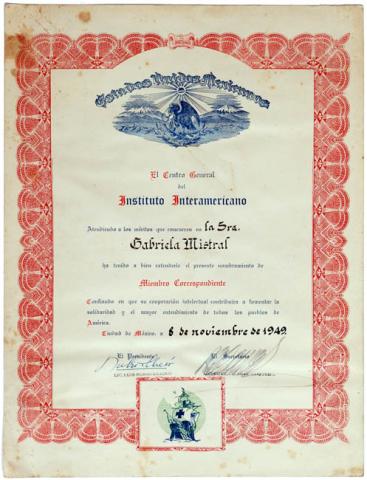 Estados Unidos Mexicanos
El Centro General
del
Instituto Interamericano
Atendiendo a los méritos que concurren en la Sra.
Gabriela Mistral
ha tenido a bien extenderle el presente nombramiento de
Miembro Correspondiente
Confiando en que su cooperación intelectual contribuirá a fomentar la
solidaridad y el mayor entendimiento de todos los pueblos de
América.
Ciudad de México, a 6 de noviembre de 1949.
El Presidente
El Secretario